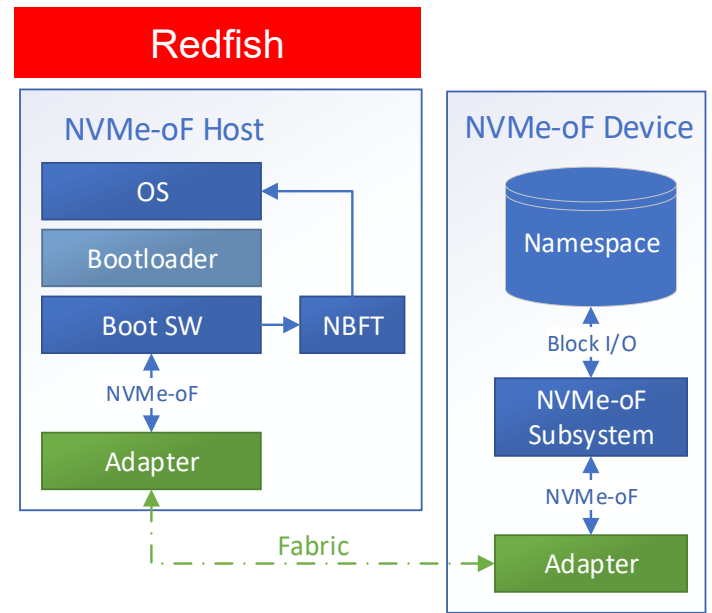 Redfish
NVMe-oF Host
OS
Bootloader
Boot SW
NBFT
NVMe-oF
Adapter
Fabric
NVMe-oF Device
Namespace
Block I/O
NVMe-oF
Subsystem
NVMe-oF
Adapter